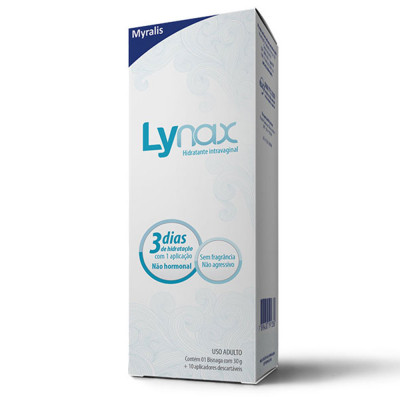 Myralis
Lynax
Hidratante intravaginal
3 dias
de hidratação
com 1 aplicação
Não hormonal
Sem fragrância
Não agressivo
USO ADULTO
Contém 01 Bisnaga com 30 g
+ 10 aplicadores descartáveis